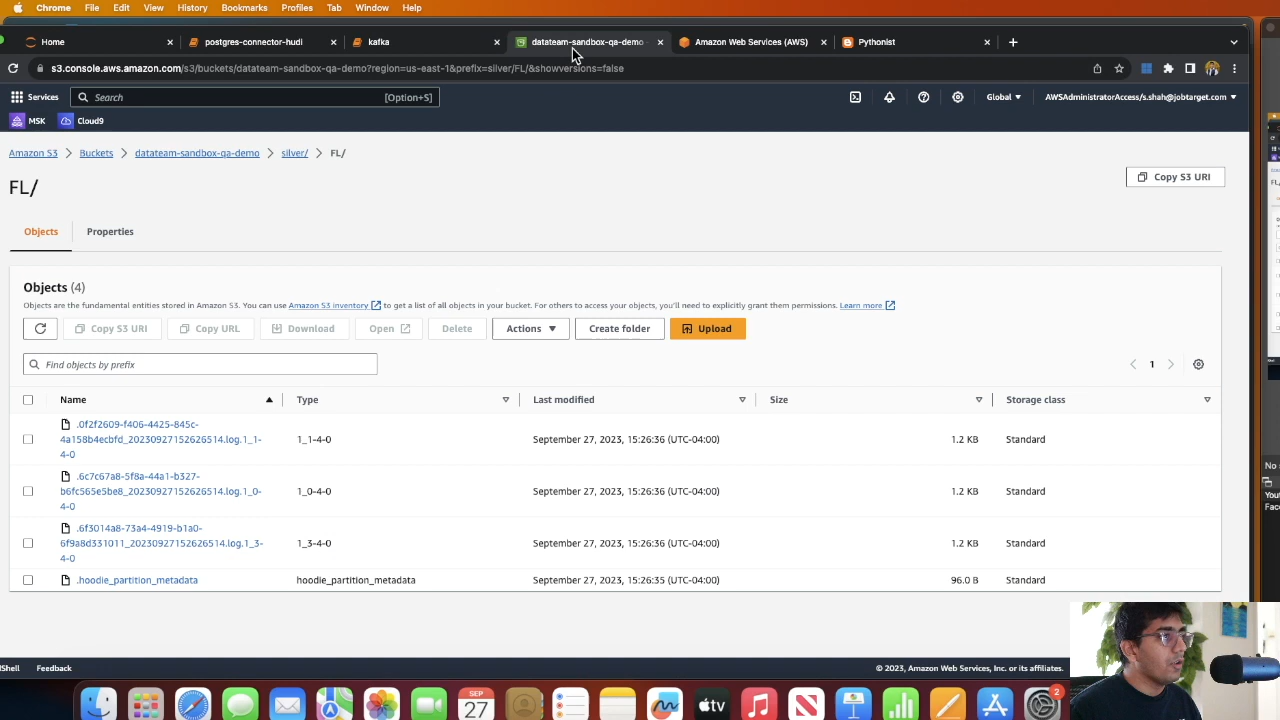 Chrome File Edit View History Bookmarks Profiles Tab Window Help
Home postgres-connector-hudi kafka datateam-sandbox-qa-demo Amazon Web Services (AWS) Pythonist
s3.console.aws.amazon.com/s3/buckets/datateam-sandbox-qa-demo?region=us-east-1&prefix=silver/FL/&showversions=false
Services Search [Option+S] Global AWSAdministratorAccess/s.shah@jobtarget.com
MSK Cloud9
Amazon S3 Buckets datateam-sandbox-qa-demo silver/ FL/
FL/
Copy S3 URI
Objects Properties
Objects (4)
Objects are the fundamental entities stored in Amazon S3. You can use Amazon S3 inventory to get a list of all objects in your bucket. For others to access your objects, you'll need to explicitly grant them permissions. Learn more
Copy S3 URI Copy URL Download Open Delete Actions Create folder Upload
Find objects by prefix 1
Name Type Last modified Size Storage class
.0f2f2609-f406-4425-845c-
4a158b4ecbfd_20230927152626514.log.1_1-
4-0
1_1-4-0 September 27, 2023, 15:26:36 (UTC-04:00) 1.2 KB Standard
.6c7c67a8-5f8a-44a1-b327-
b6fc565e5be8_20230927152626514.log.1_0-
4-0
1_0-4-0 September 27, 2023, 15:26:36 (UTC-04:00) 1.2 KB Standard
.6f3014a8-73a4-4919-b1a0-
6f9a8d331011_20230927152626514.log.1_3-
4-0
1_3-4-0 September 27, 2023, 15:26:36 (UTC-04:00) 1.2 KB Standard
.hoodie_partition_metadata hoodie_partition_metadata September 27, 2023, 15:26:35 (UTC-04:00) 96.0 B Standard
No
Yout
Face
Shell Feedback © 2023, Amazon Web Services, Inc. or its affiliates.
SEP
27
tv
2